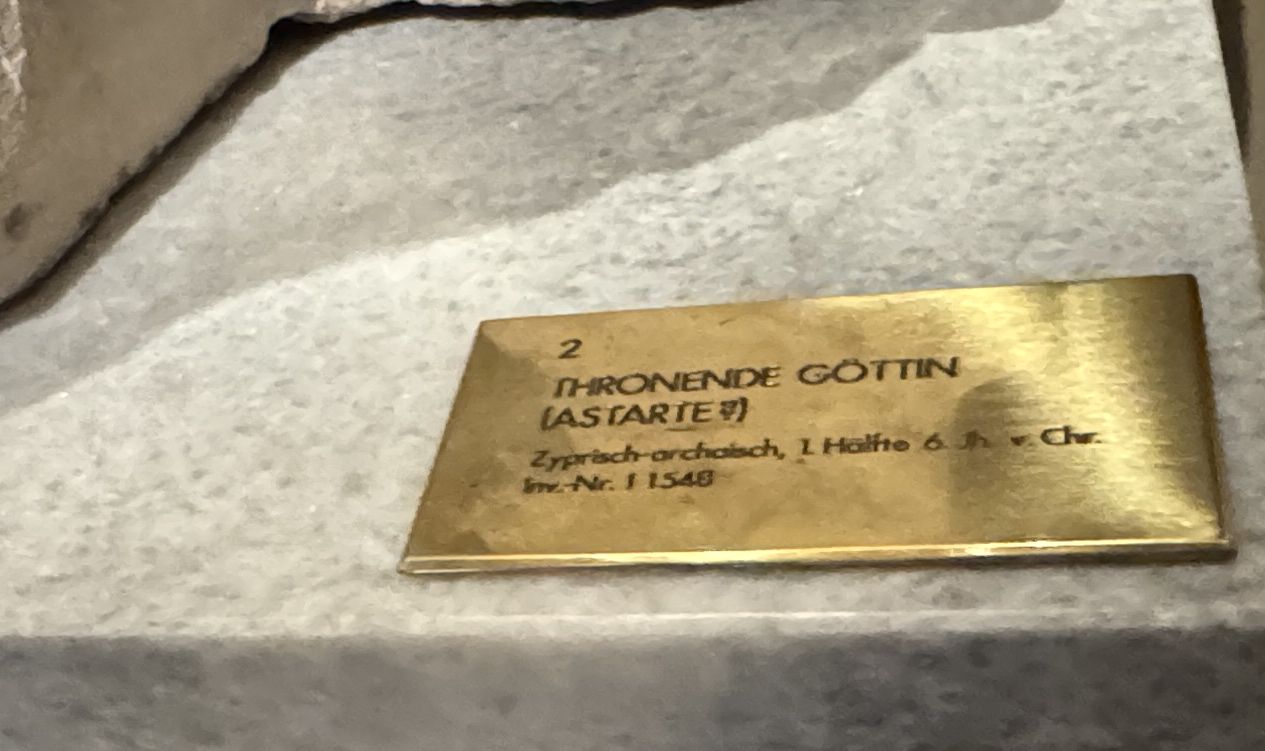 2
THRONENDE GÖTTIN
(ASTARTE?)
Zyprisch-archaisch, 1. Hälfte 6. Jh. v. Chr.
Inv.-Nr. I 1548